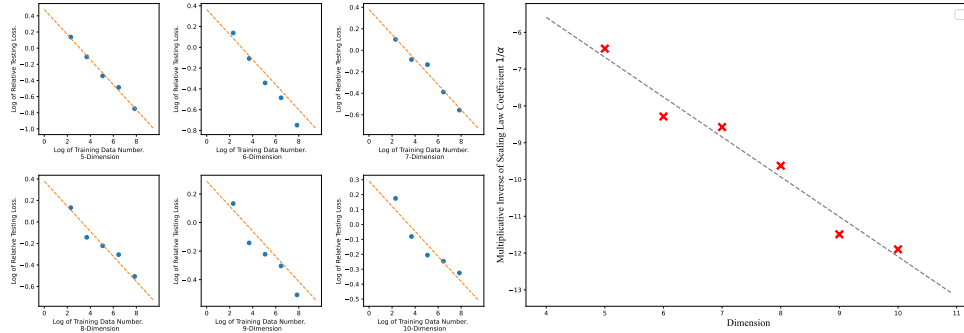 0.4
0.2
0.0
−0.2
−0.4
−0.6
−0.8
−1.0
Log of Relative Testing Loss.
0 2 4 6 8
Log of Training Data Number.
5-Dimension
0.4
0.2
0.0
−0.2
−0.4
−0.6
−0.8
Log of Relative Testing Loss.
0 2 4 6 8
Log of Training Data Number.
6-Dimension
0.4
0.2
0.0
−0.2
−0.4
−0.6
Log of Relative Testing Loss.
0 2 4 6 8
Log of Training Data Number.
7-Dimension
0.4
0.2
0.0
−0.2
−0.4
−0.6
Log of Relative Testing Loss.
0 2 4 6 8
Log of Training Data Number.
8-Dimension
0.2
0.0
−0.2
−0.4
Log of Relative Testing Loss.
0 2 4 6 8
Log of Training Data Number.
9-Dimension
0.3
0.2
0.1
0.0
−0.1
−0.2
−0.3
−0.4
−0.5
Log of Relative Testing Loss.
0 2 4 6 8
Log of Training Data Number.
10-Dimension
−6
−7
−8
−9
−10
−11
−12
−13
Multiplicative Inverse of Scaling Law Coefficient 1/α
4 5 6 7 8 9 10 11
Dimension